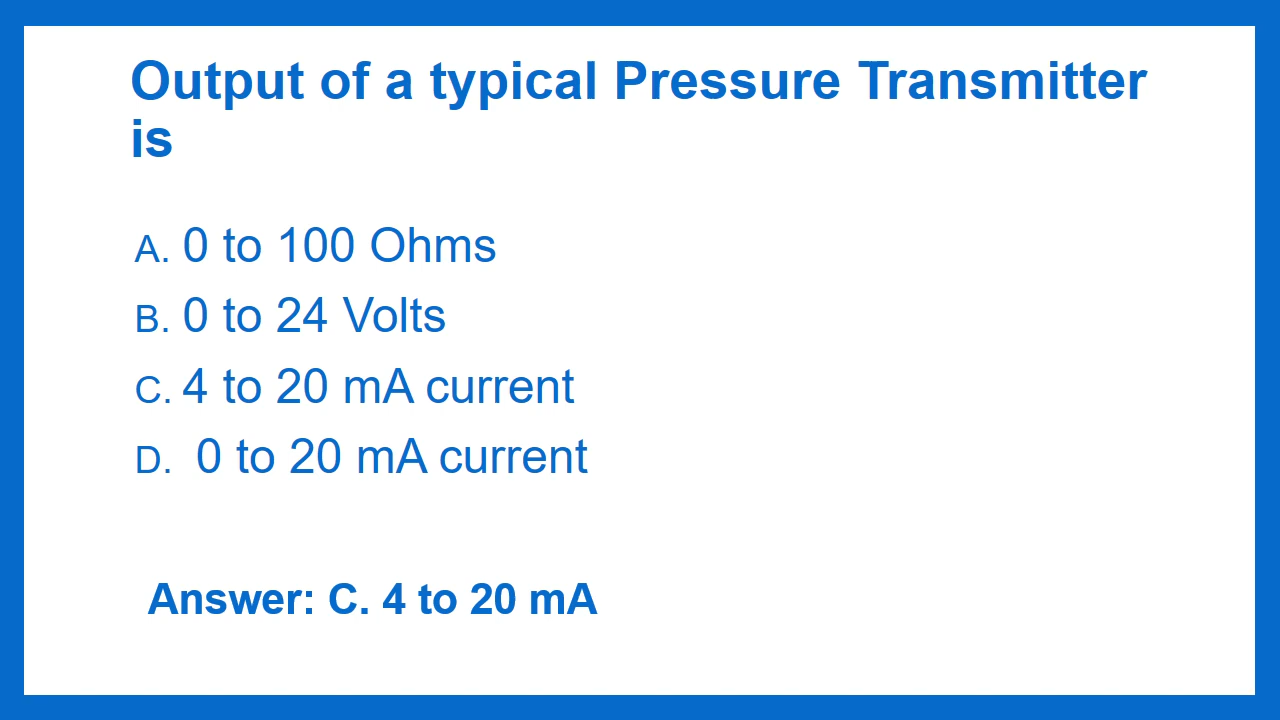 Output of a typical Pressure Transmitter
is
A. 0 to 100 Ohms
B. 0 to 24 Volts
C. 4 to 20 mA current
D. 0 to 20 mA current
Answer: C. 4 to 20 mA